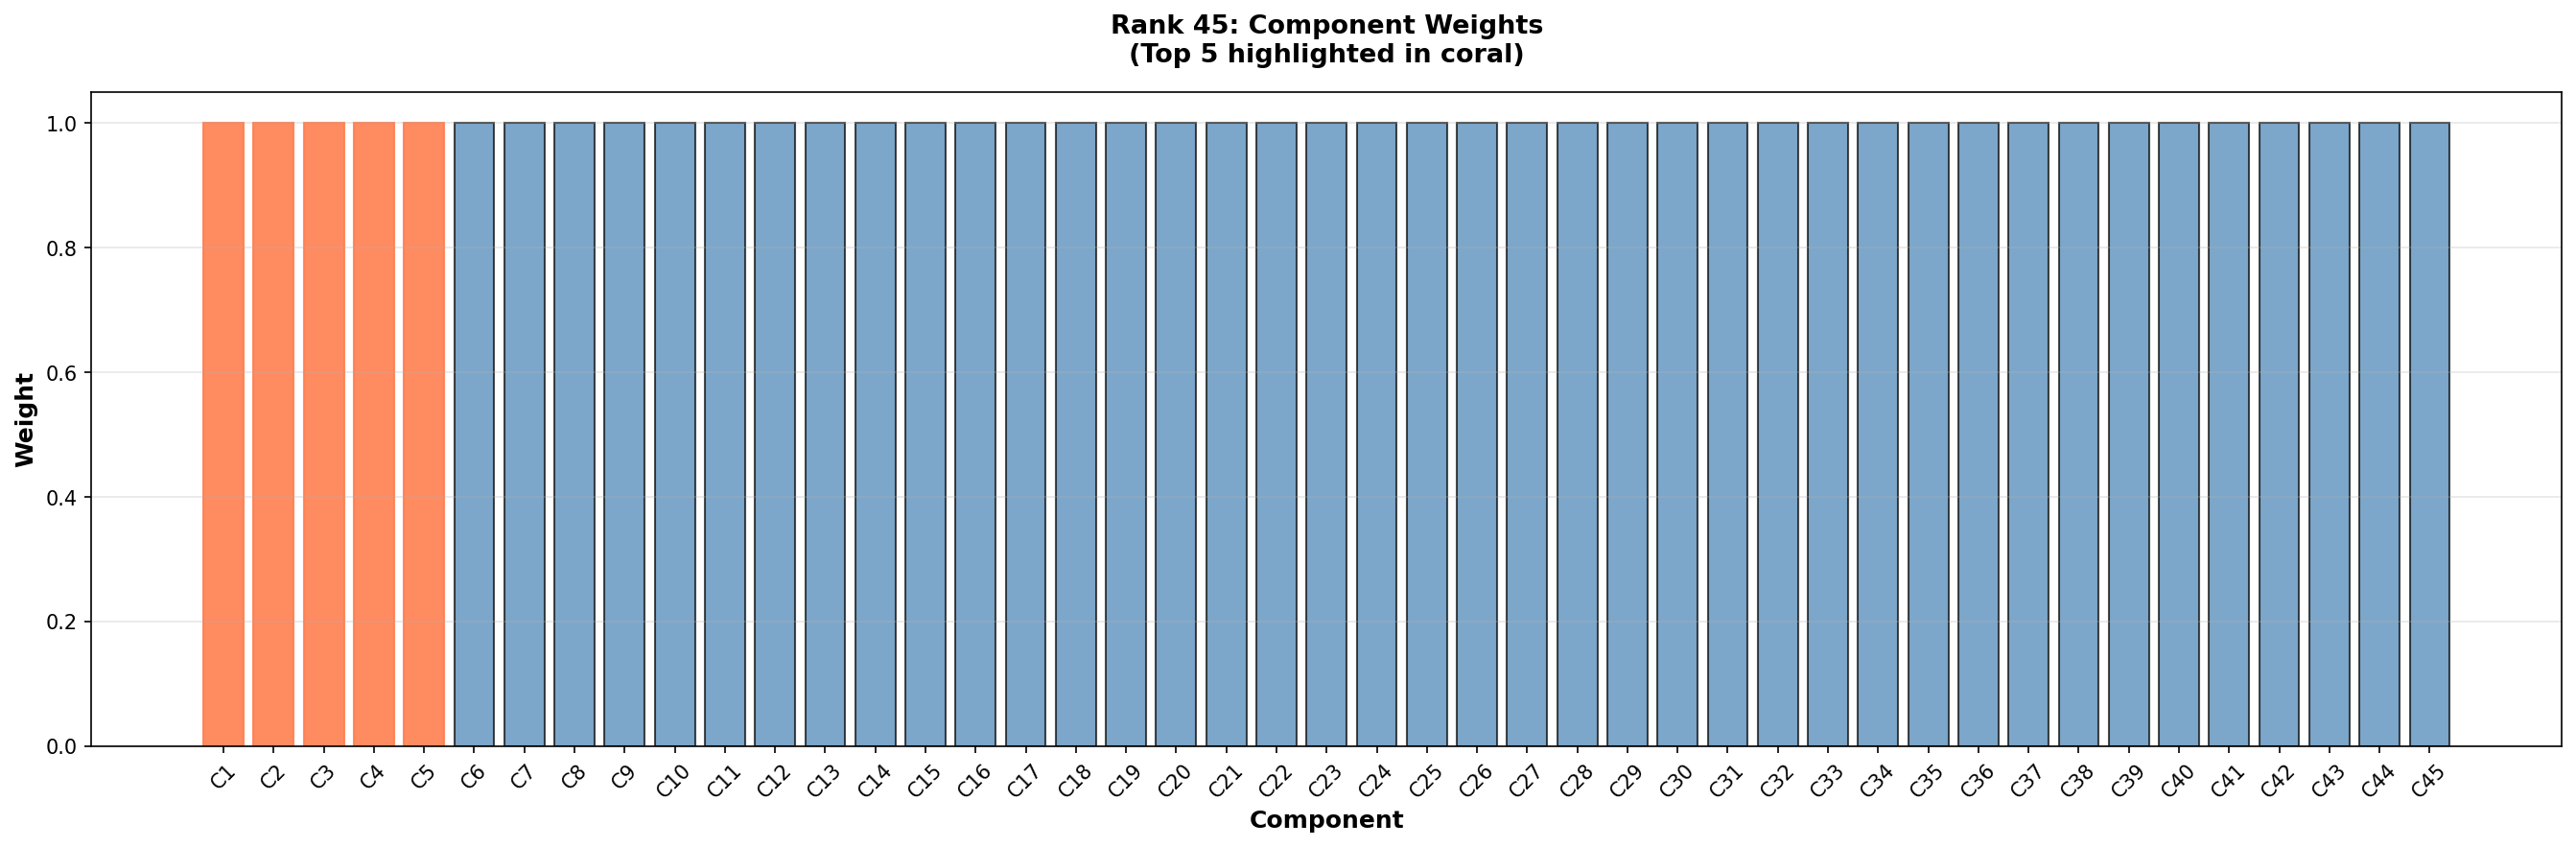 Rank 45: Component Weights
(Top 5 highlighted in coral)
Weight
1.0
0.8
0.6
0.4
0.2
0.0
C1 C2 C3 C4 C5 C6 C7 C8 C9 C10 C11 C12 C13 C14 C15 C16 C17 C18 C19 C20 C21 C22 C23 C24 C25 C26 C27 C28 C29 C30 C31 C32 C33 C34 C35 C36 C37 C38 C39 C40 C41 C42 C43 C44 C45
Component